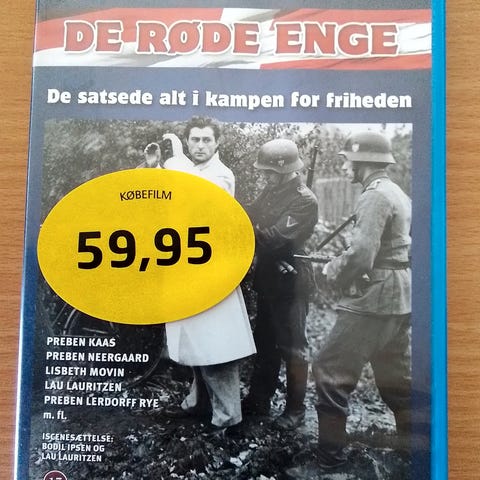 DE RØDE ENGE
De satsede alt i kampen for friheden
KØBEFILM
59,95
PREBEN KAAS
PREBEN NEERGAARD
LISBETH MOVIN
LAU LAURITZEN
PREBEN LERDORFF RYE
m. fl.
ISCENESÆTTELSE:
BODIL IPSEN OG
LAU LAURITZEN
15